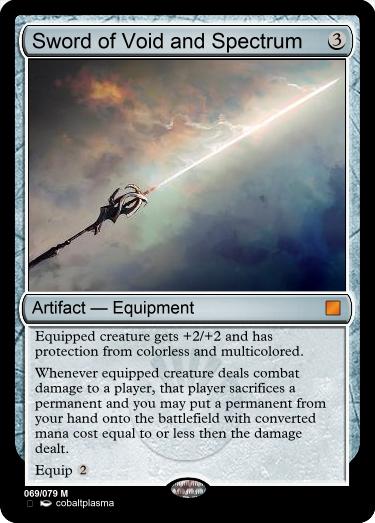 Sword of Void and Spectrum 3
Artifact — Equipment
Equipped creature gets +2/+2 and has
protection from colorless and multicolored.
Whenever equipped creature deals combat
damage to a player, that player sacrifices a
permanent and you may put a permanent from
your hand onto the battlefield with converted
mana cost equal to or less then the damage
dealt.
Equip 2
069/079 M
cobaltplasma